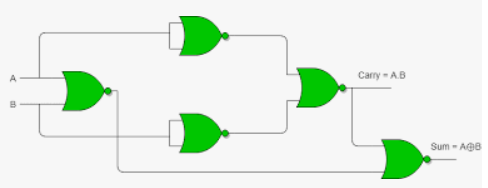 Carry = A.B
A
B
Sum = A⊕B